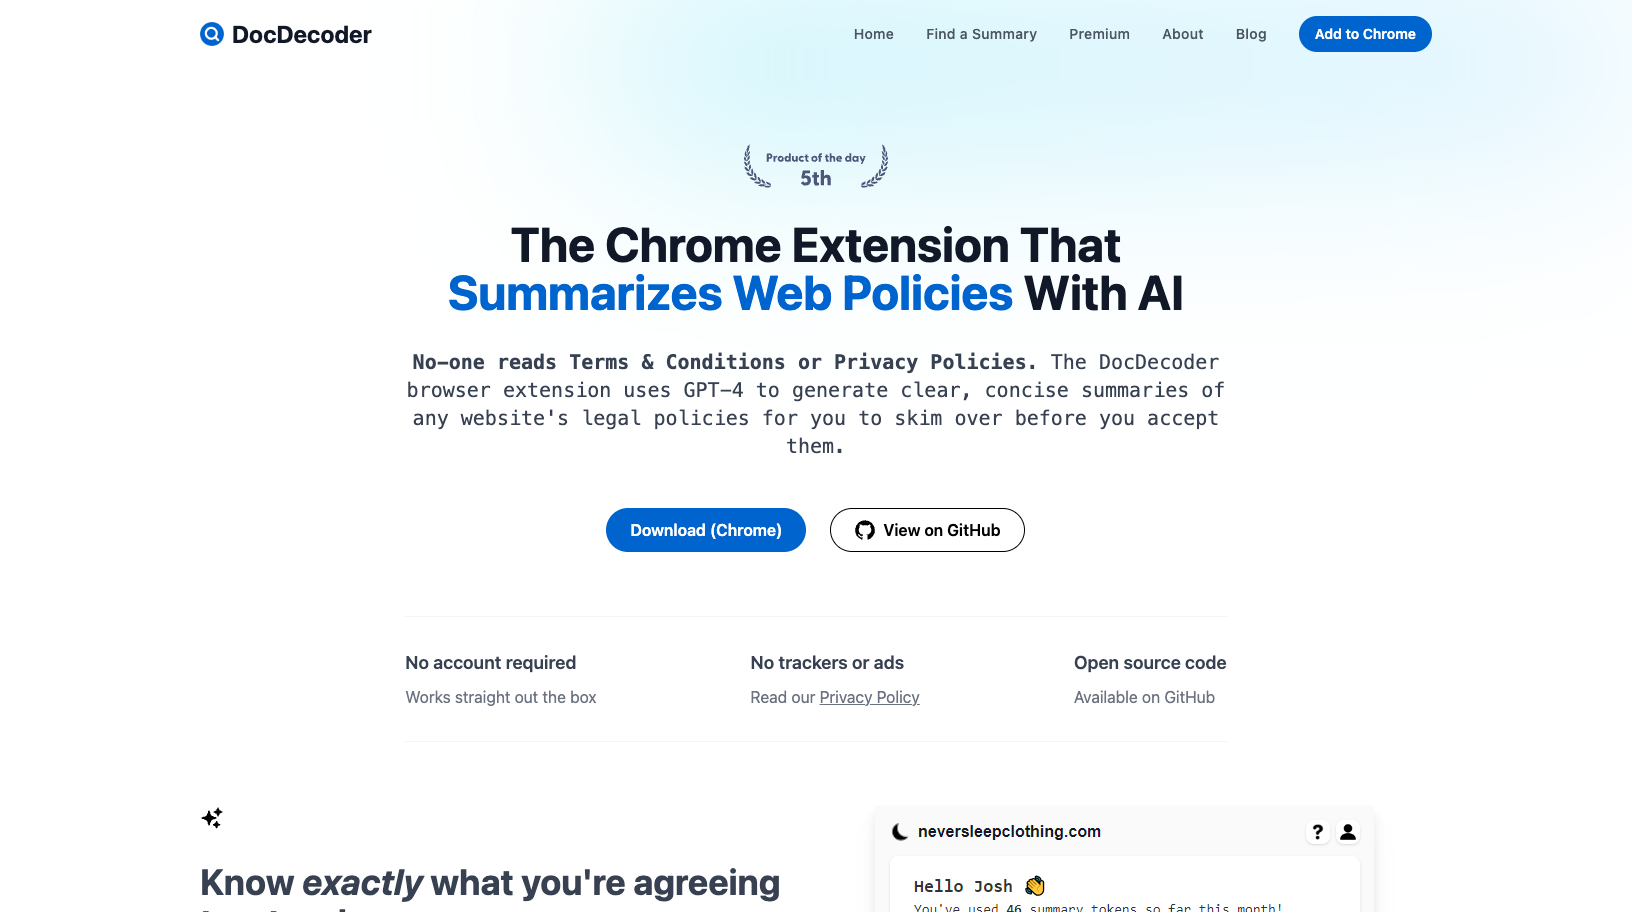 DocDecoder
Home
Find a Summary
Premium
About
Blog
Add to Chrome
Product of the day
5th
The Chrome Extension That
Summarizes Web Policies With AI
No-one reads Terms & Conditions or Privacy Policies. The DocDecoder
browser extension uses GPT-4 to generate clear, concise summaries of
any website's legal policies for you to skim over before you accept
them.
Download (Chrome)
View on GitHub
No account required
Works straight out the box
No trackers or ads
Read our Privacy Policy
Open source code
Available on GitHub
Know exactly what you're agreeing
neversleepclothing.com
?
Hello Josh 👋
You've used 46 summary tokens so far this month!